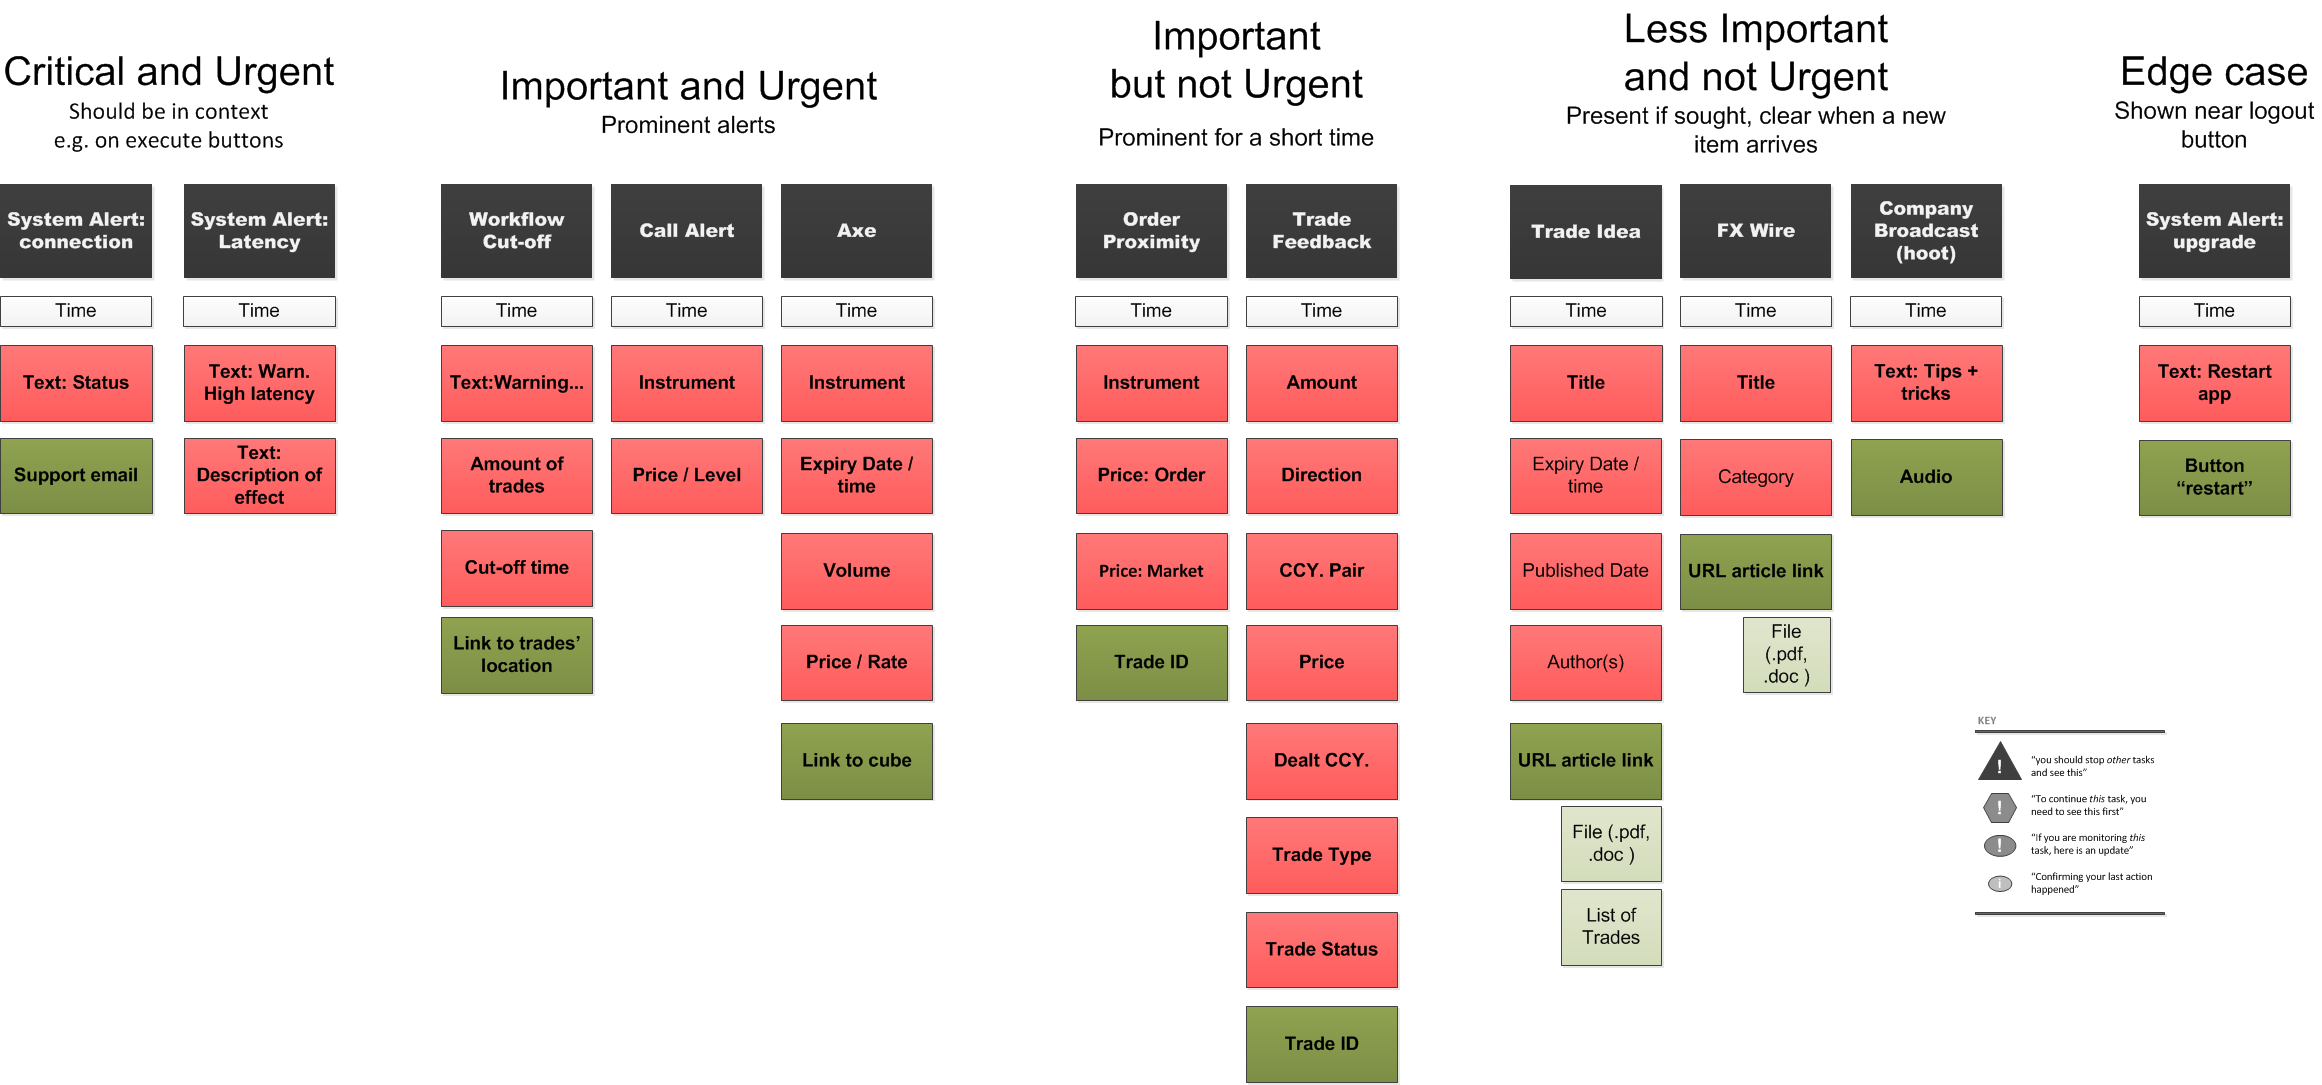 Critical and Urgent
Should be in context
e.g. on execute buttons
System Alert:
connection
Time
Text: Status
Support email
System Alert:
Latency
Time
Text: Warn.
High latency
Text:
Description of
effect
Important and Urgent
Prominent alerts
Workflow
Cut-off
Time
Text:Warning...
Amount of
trades
Cut-off time
Link to trades’
location
Call Alert
Time
Instrument
Price / Level
Axe
Time
Instrument
Expiry Date /
time
Volume
Price / Rate
Link to cube
Important
but not Urgent
Prominent for a short time
Order
Proximity
Time
Instrument
Price: Order
Price: Market
Trade ID
Trade
Feedback
Time
Amount
Direction
CCY. Pair
Price
Dealt CCY.
Trade Type
Trade Status
Trade ID
Less Important
and not Urgent
Present if sought, clear when a new
item arrives
Trade Idea
Time
Title
Expiry Date /
time
Published Date
Author(s)
URL article link
File (.pdf,
.doc )
List of
Trades
FX Wire
Time
Title
Category
URL article link
File
(.pdf,
.doc )
Company
Broadcast
(hoot)
Time
Text: Tips +
tricks
Audio
Edge case
Shown near logout
button
System Alert:
upgrade
Time
Text: Restart
app
Button
“restart”
KEY
!
“you should stop other tasks
and see this”
!
“To continue this task, you
need to see this first”
!
“If you are monitoring this
task, here is an update”
i
“Confirming your last action
happened”